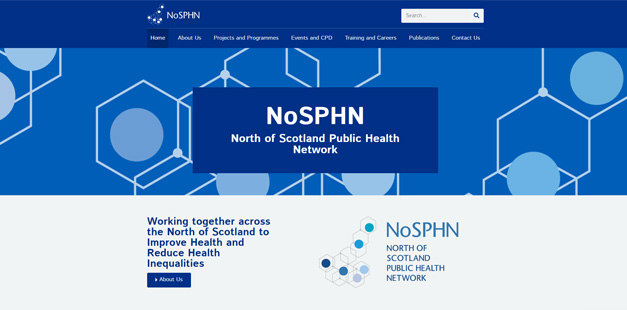 NoSPHN
Search...
Home About Us Projects and Programmes Events and CPD Training and Careers Publications Contact Us
NoSPHN
North of Scotland Public Health
Network
Working together across
the North of Scotland to
Improve Health and
Reduce Health
Inequalities
About Us
NoSPHN
NORTH OF
SCOTLAND
PUBLIC HEALTH
NETWORK